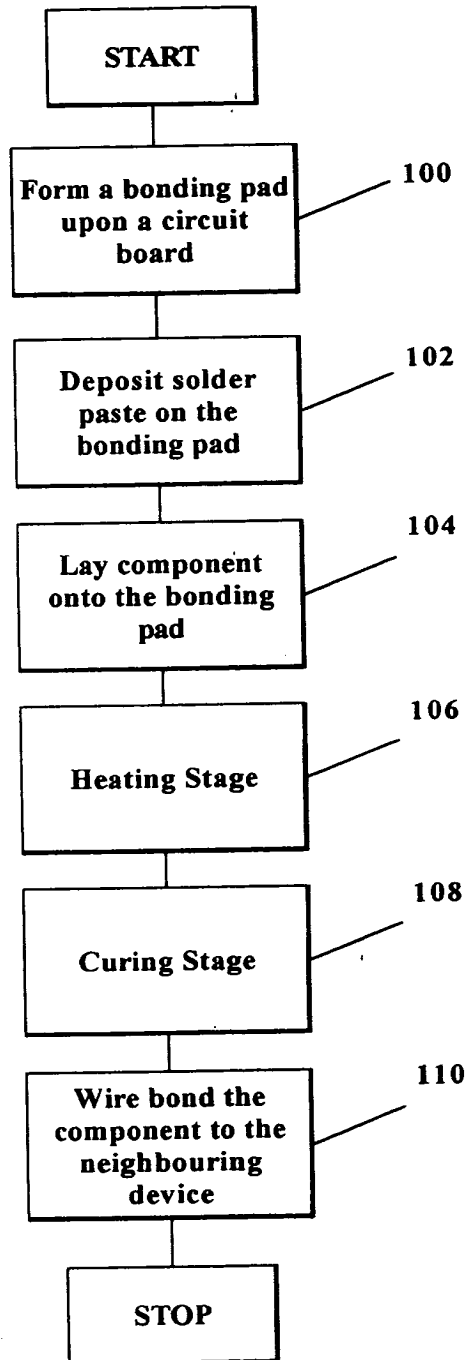 START
Form a bonding pad
upon a circuit
board
100
Deposit solder
paste on the
bonding pad
102
Lay component
onto the bonding
pad
104
Heating Stage
106
Curing Stage
108
Wire bond the
component to the
neighbouring
device
110
STOP